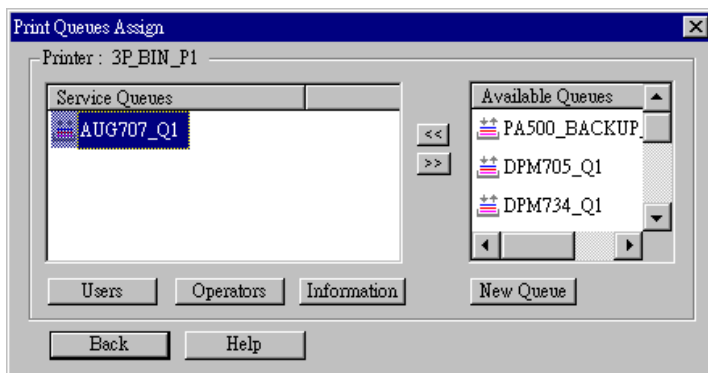 Print Queues Assign
Printer : 3P_BIN_P1
Service Queues
AUG707_Q1
<<
>>
Available Queues
PA500_BACKUP_
DPM705_Q1
DPM734_Q1
Users
Operators
Information
New Queue
Back
Help